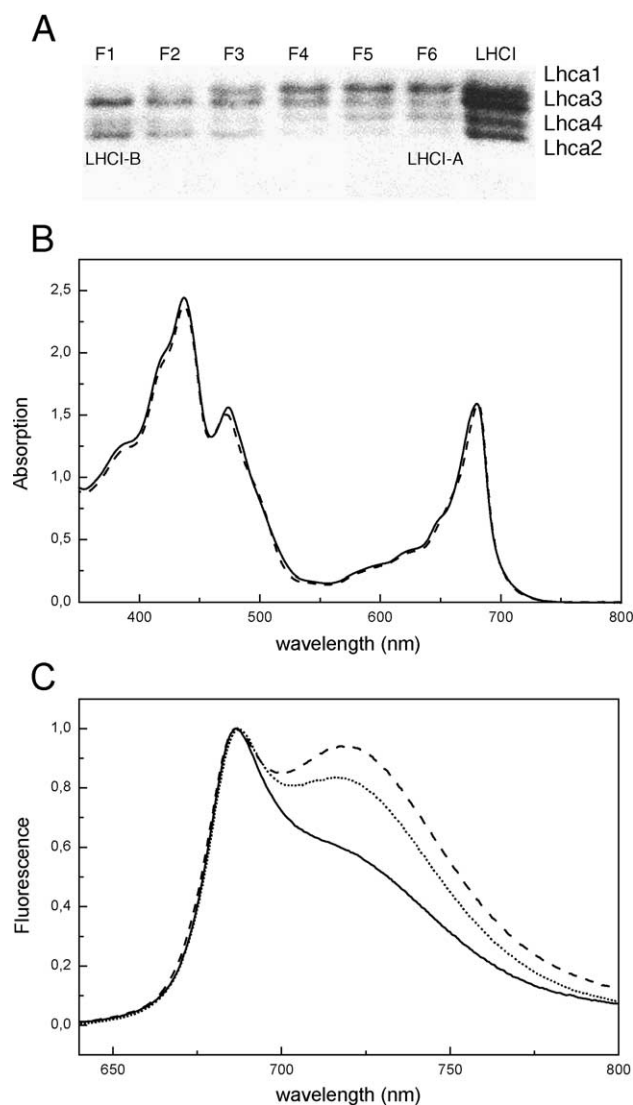 A
F1 F2 F3 F4 F5 F6 LHCI
Lhca1
Lhca3
Lhca4
Lhca2
LHCI-B LHCI-A
B
2,5
2,0
1,5
1,0
0,5
0,0
Absorption
400 500 600 700 800
wavelength (nm)
C
1,0
0,8
0,6
0,4
0,2
0,0
Fluorescence
650 700 750 800
wavelength (nm)